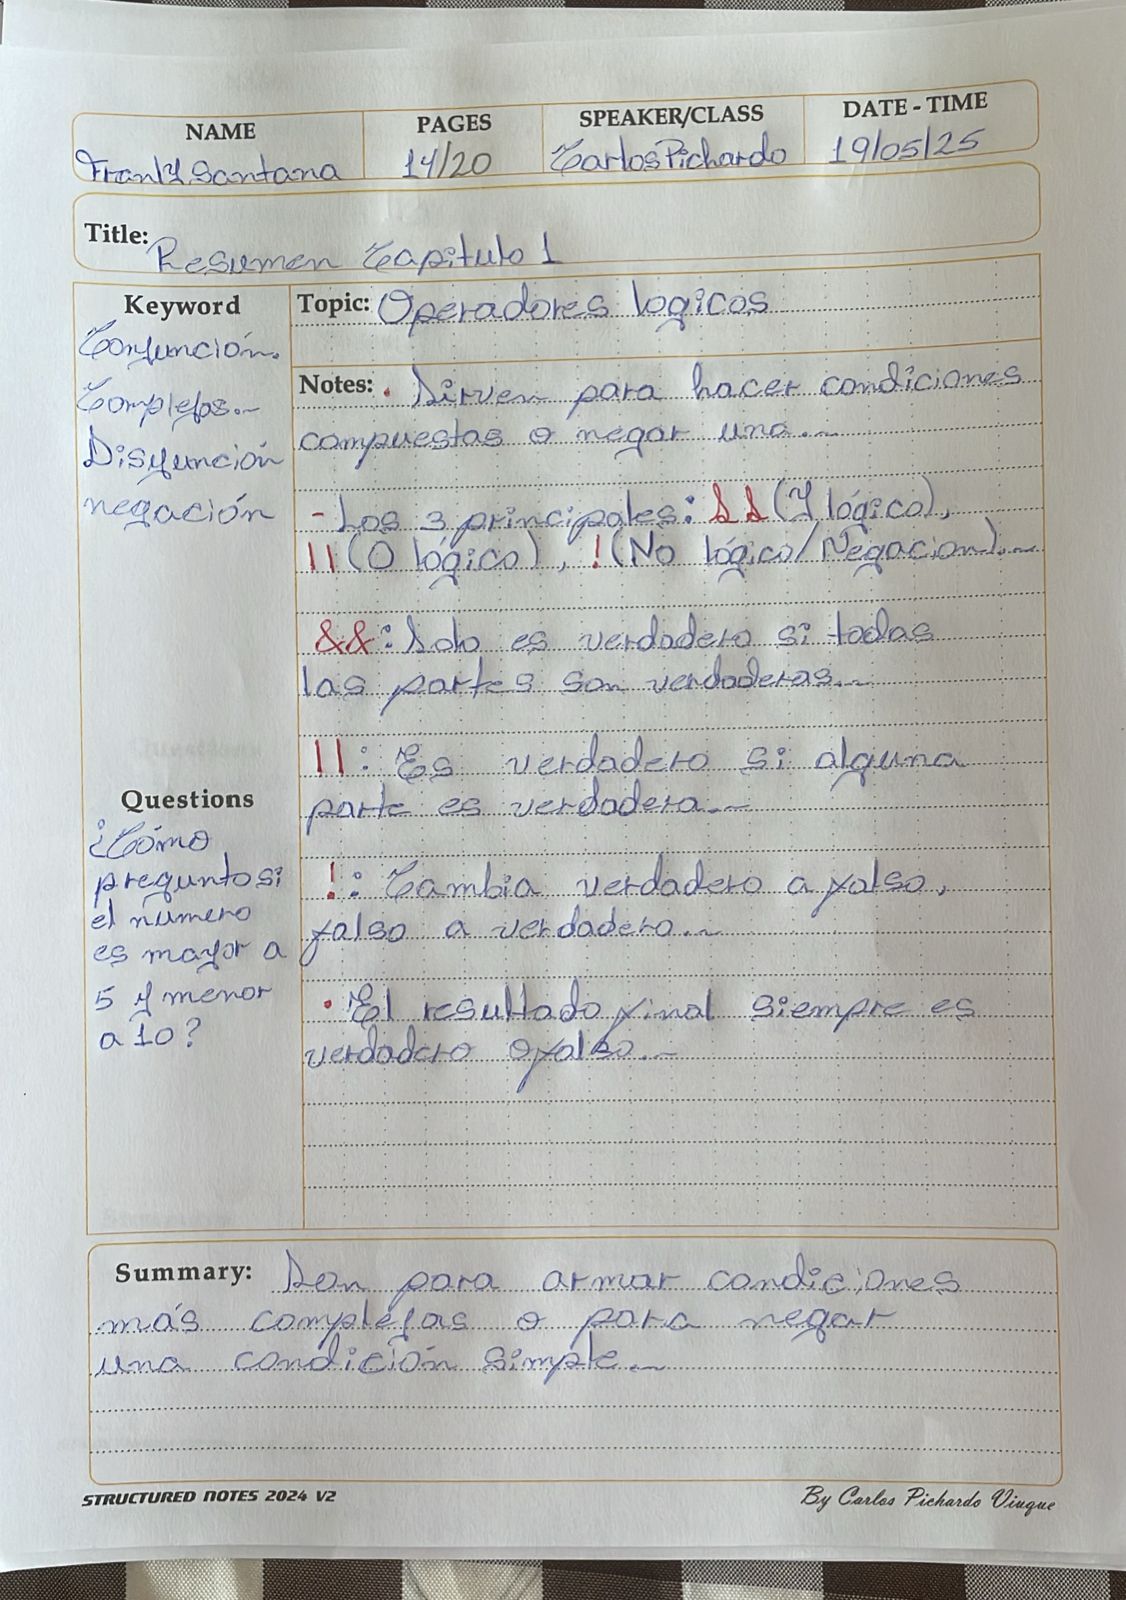 NAME PAGES SPEAKER/CLASS DATE - TIME
Franly Santana 14/20 Carlos Pichardo 19/05/25
Title: Resumen Capitulo 1
Keyword
Conjunción.
Complejos.~
Disyunción
negación
Topic: Operadores logicos
Notes: . Sirven para hacer condiciones
compuestas o negar una.~
- Los 3 principales: && (Y lógico),
|| (O lógico), ! (No lógico/Negacion).~
&&: Solo es verdadero si todas
las partes son verdaderas.~
||: Es verdadero si alguna
parte es verdadera.~
!: Cambia verdadero a falso,
falso a verdadero.~
• El resultado final siempre es
verdadero o falso.~
Questions
¿Cómo
pregunto si
el numero
es mayor a
5 y menor
a 10?
Summary: Son para armar condiciones
más complejas o para negar
una condición simple.~
STRUCTURED NOTES 2024 V2
By Carlos Pichardo Viuque